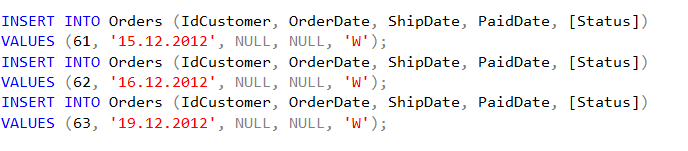 INSERT INTO Orders (IdCustomer, OrderDate, ShipDate, PaidDate, [Status])
VALUES (61, '15.12.2012', NULL, NULL, 'W');
INSERT INTO Orders (IdCustomer, OrderDate, ShipDate, PaidDate, [Status])
VALUES (62, '16.12.2012', NULL, NULL, 'W');
INSERT INTO Orders (IdCustomer, OrderDate, ShipDate, PaidDate, [Status])
VALUES (63, '19.12.2012', NULL, NULL, 'W');